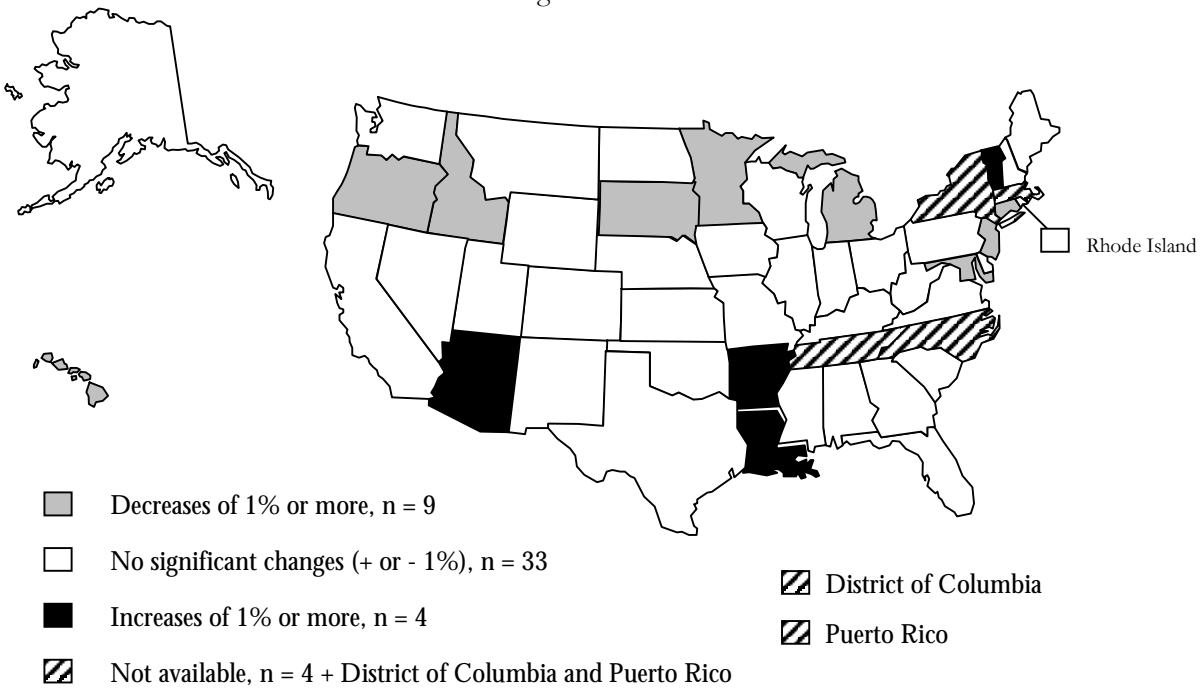 Rhode Island
Decreases of 1% or more, n = 9
No significant changes (+ or - 1%), n = 33
Increases of 1% or more, n = 4
Not available, n = 4 + District of Columbia and Puerto Rico
District of Columbia
Puerto Rico